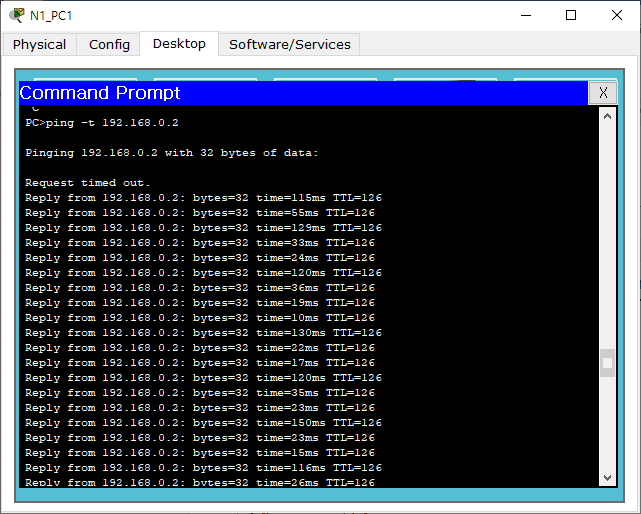 N1_PC1
Physical Config Desktop Software/Services
Command Prompt X
^C
PC>ping -t 192.168.0.2
Pinging 192.168.0.2 with 32 bytes of data:
Request timed out.
Reply from 192.168.0.2: bytes=32 time=115ms TTL=126
Reply from 192.168.0.2: bytes=32 time=55ms TTL=126
Reply from 192.168.0.2: bytes=32 time=129ms TTL=126
Reply from 192.168.0.2: bytes=32 time=33ms TTL=126
Reply from 192.168.0.2: bytes=32 time=24ms TTL=126
Reply from 192.168.0.2: bytes=32 time=120ms TTL=126
Reply from 192.168.0.2: bytes=32 time=36ms TTL=126
Reply from 192.168.0.2: bytes=32 time=19ms TTL=126
Reply from 192.168.0.2: bytes=32 time=10ms TTL=126
Reply from 192.168.0.2: bytes=32 time=130ms TTL=126
Reply from 192.168.0.2: bytes=32 time=22ms TTL=126
Reply from 192.168.0.2: bytes=32 time=17ms TTL=126
Reply from 192.168.0.2: bytes=32 time=120ms TTL=126
Reply from 192.168.0.2: bytes=32 time=35ms TTL=126
Reply from 192.168.0.2: bytes=32 time=23ms TTL=126
Reply from 192.168.0.2: bytes=32 time=150ms TTL=126
Reply from 192.168.0.2: bytes=32 time=23ms TTL=126
Reply from 192.168.0.2: bytes=32 time=15ms TTL=126
Reply from 192.168.0.2: bytes=32 time=116ms TTL=126
Reply from 192.168.0.2: bytes=32 time=26ms TTL=126